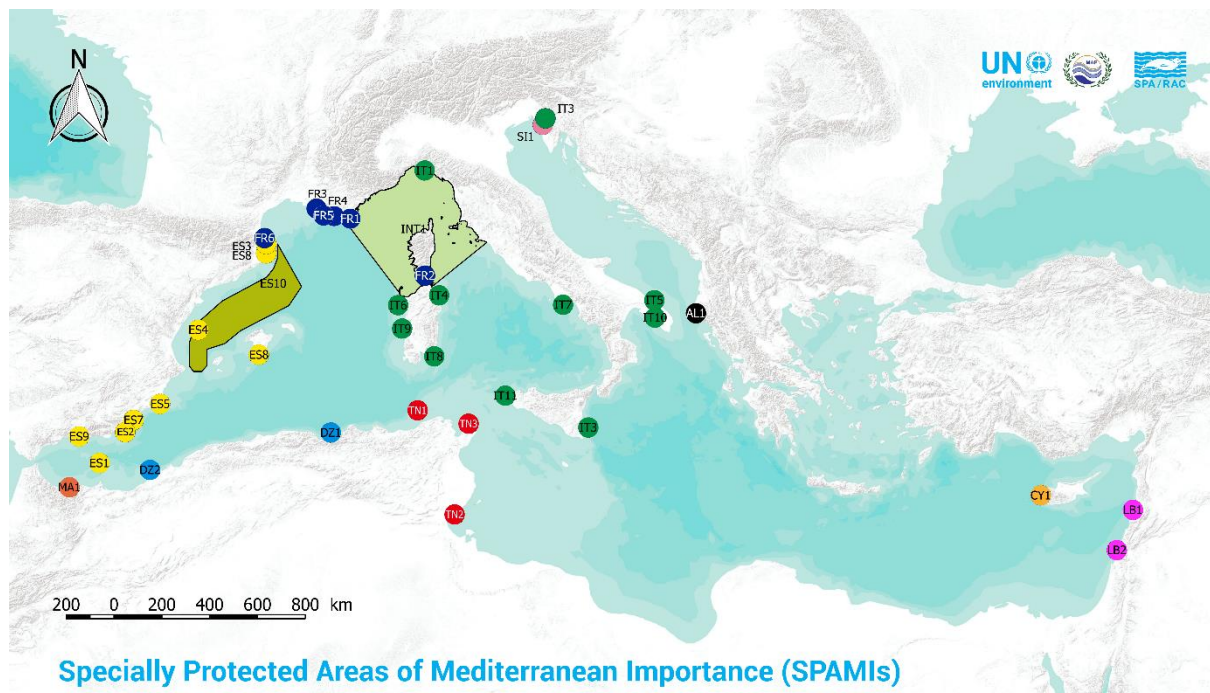 N
UN
environment
MAP
SPA/RAC
IT3
SI1
IT1
FR3
FR4
FR5
FR1
INT1
FR6
ES3
ES8
ES10
FR2
IT6
IT4
IT7
IT5
IT10
AL1
ES4
IT9
ES8
IT8
ES5
IT11
ES7
TN1
ES2
ES9
DZ1
TN3
IT3
ES1
DZ2
MA1
CY1
TN2
LB1
LB2
200 0 200 400 600 800 km
Specially Protected Areas of Mediterranean Importance (SPAMIs)